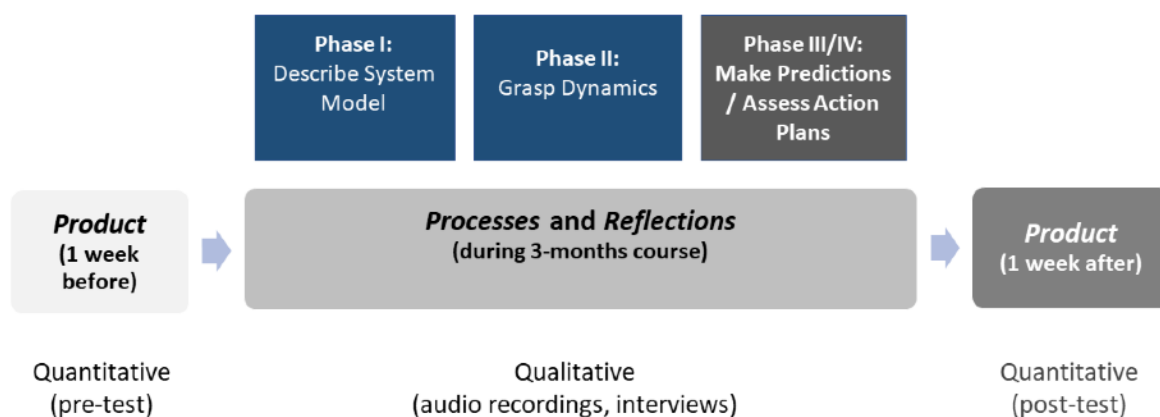 Phase I:
Describe System
Model
Phase II:
Grasp Dynamics
Phase III/IV:
Make Predictions
/ Assess Action
Plans
Product
(1 week
before)
Processes and Reflections
(during 3-months course)
Product
(1 week after)
Quantitative
(pre-test)
Qualitative
(audio recordings, interviews)
Quantitative
(post-test)